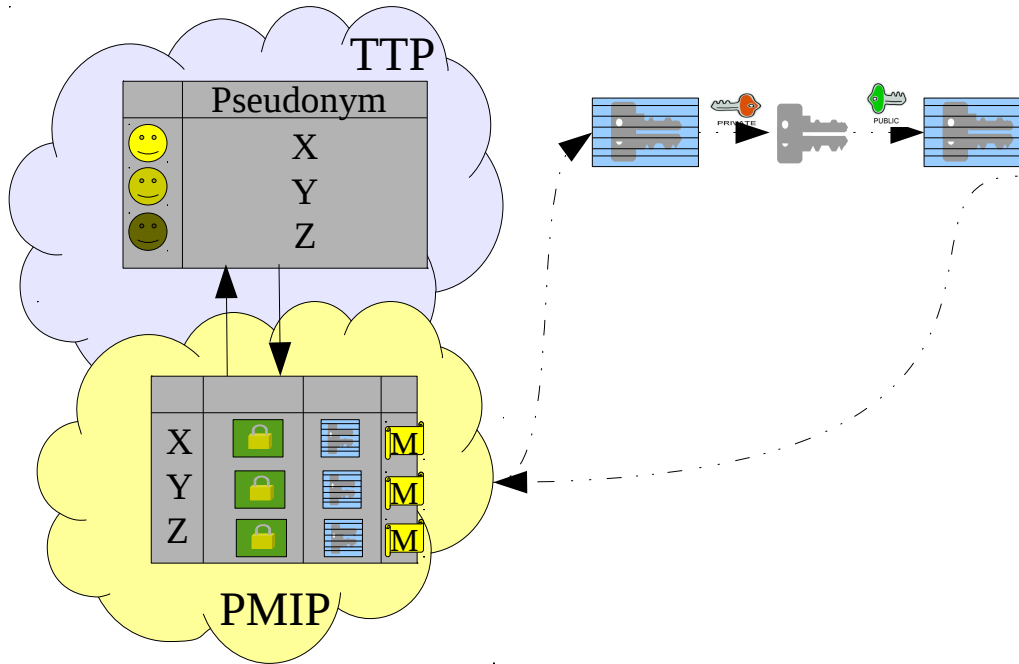 TTP
Pseudonym
X
Y
Z
PRIVATE
PUBLIC
X M
Y M
Z M
PMIP